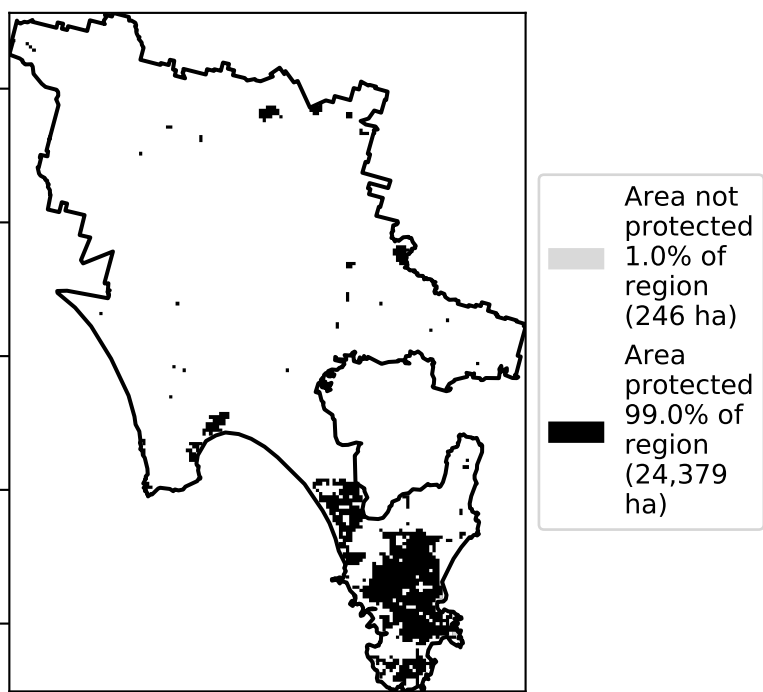 Area not
protected
1.0% of
region
(246 ha)
Area
protected
99.0% of
region
(24,379
ha)